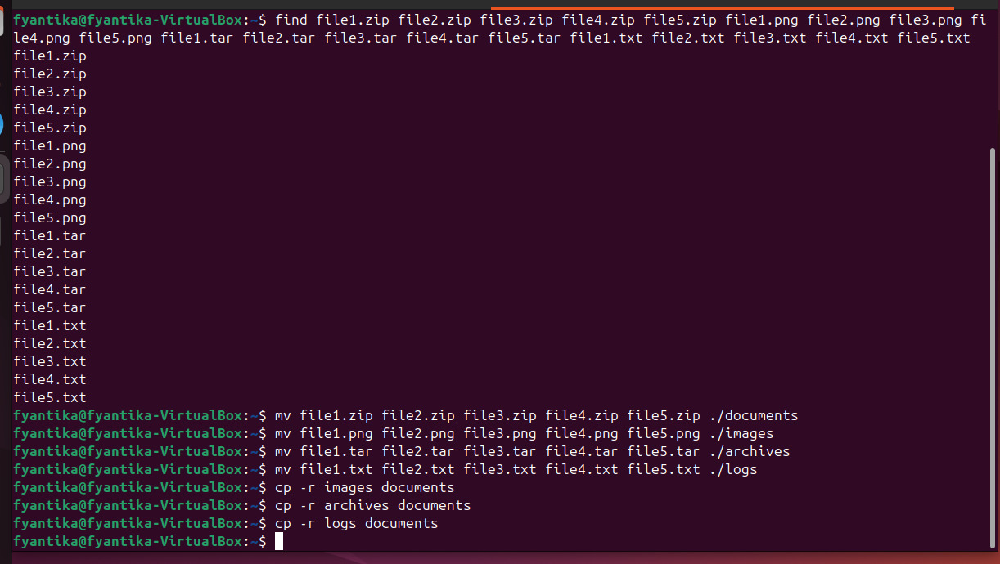 fyantika@fyantika-VirtualBox:~$ find file1.zip file2.zip file3.zip file4.zip file5.zip file1.png file2.png file3.png fi
le4.png file5.png file1.tar file2.tar file3.tar file4.tar file5.tar file1.txt file2.txt file3.txt file4.txt file5.txt
file1.zip
file2.zip
file3.zip
file4.zip
file5.zip
file1.png
file2.png
file3.png
file4.png
file5.png
file1.tar
file2.tar
file3.tar
file4.tar
file5.tar
file1.txt
file2.txt
file3.txt
file4.txt
file5.txt
fyantika@fyantika-VirtualBox:~$ mv file1.zip file2.zip file3.zip file4.zip file5.zip ./documents
fyantika@fyantika-VirtualBox:~$ mv file1.png file2.png file3.png file4.png file5.png ./images
fyantika@fyantika-VirtualBox:~$ mv file1.tar file2.tar file3.tar file4.tar file5.tar ./archives
fyantika@fyantika-VirtualBox:~$ mv file1.txt file2.txt file3.txt file4.txt file5.txt ./logs
fyantika@fyantika-VirtualBox:~$ cp -r images documents
fyantika@fyantika-VirtualBox:~$ cp -r archives documents
fyantika@fyantika-VirtualBox:~$ cp -r logs documents
fyantika@fyantika-VirtualBox:~$